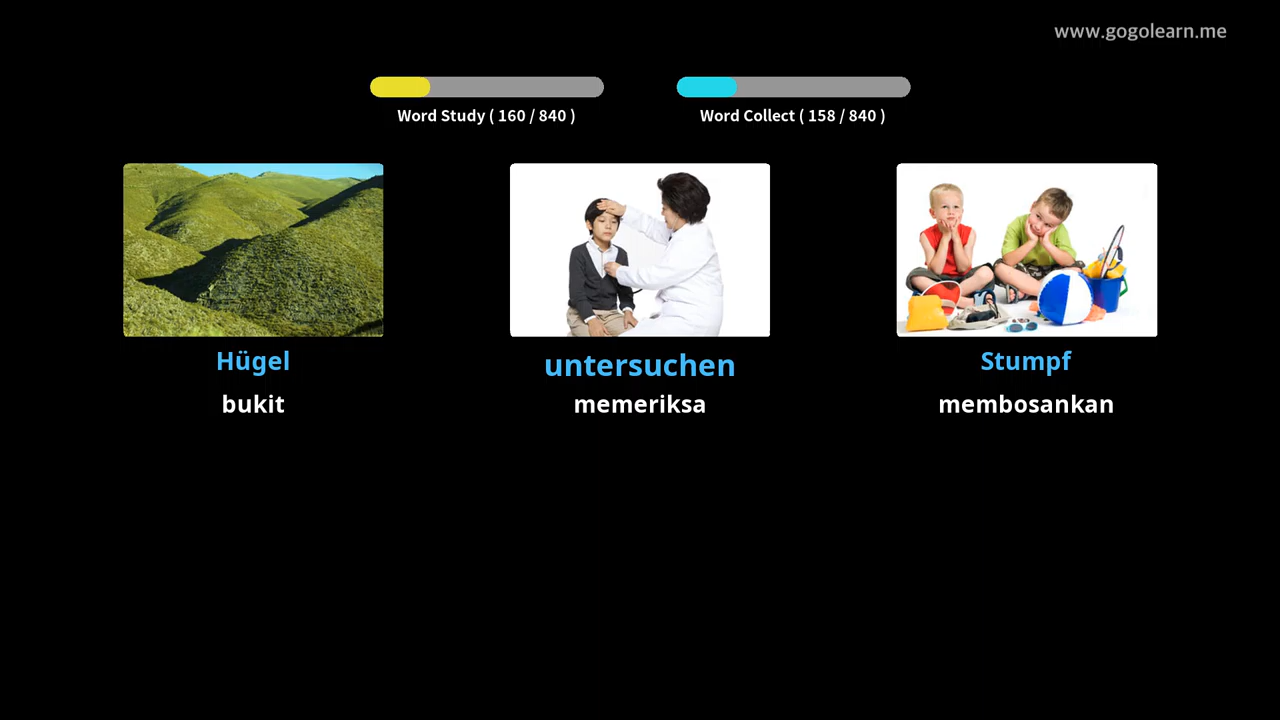 www.gogolearn.me
Word Study ( 160 / 840 )
Word Collect ( 158 / 840 )
Hügel
untersuchen
Stumpf
bukit
memeriksa
membosankan